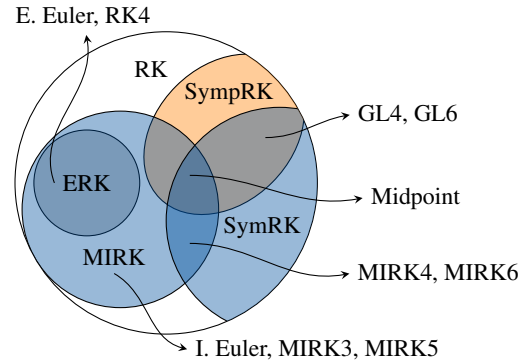 E. Euler, RK4
RK
SympRK
GL4, GL6
ERK
Midpoint
SymRK
MIRK
MIRK4, MIRK6
I. Euler, MIRK3, MIRK5